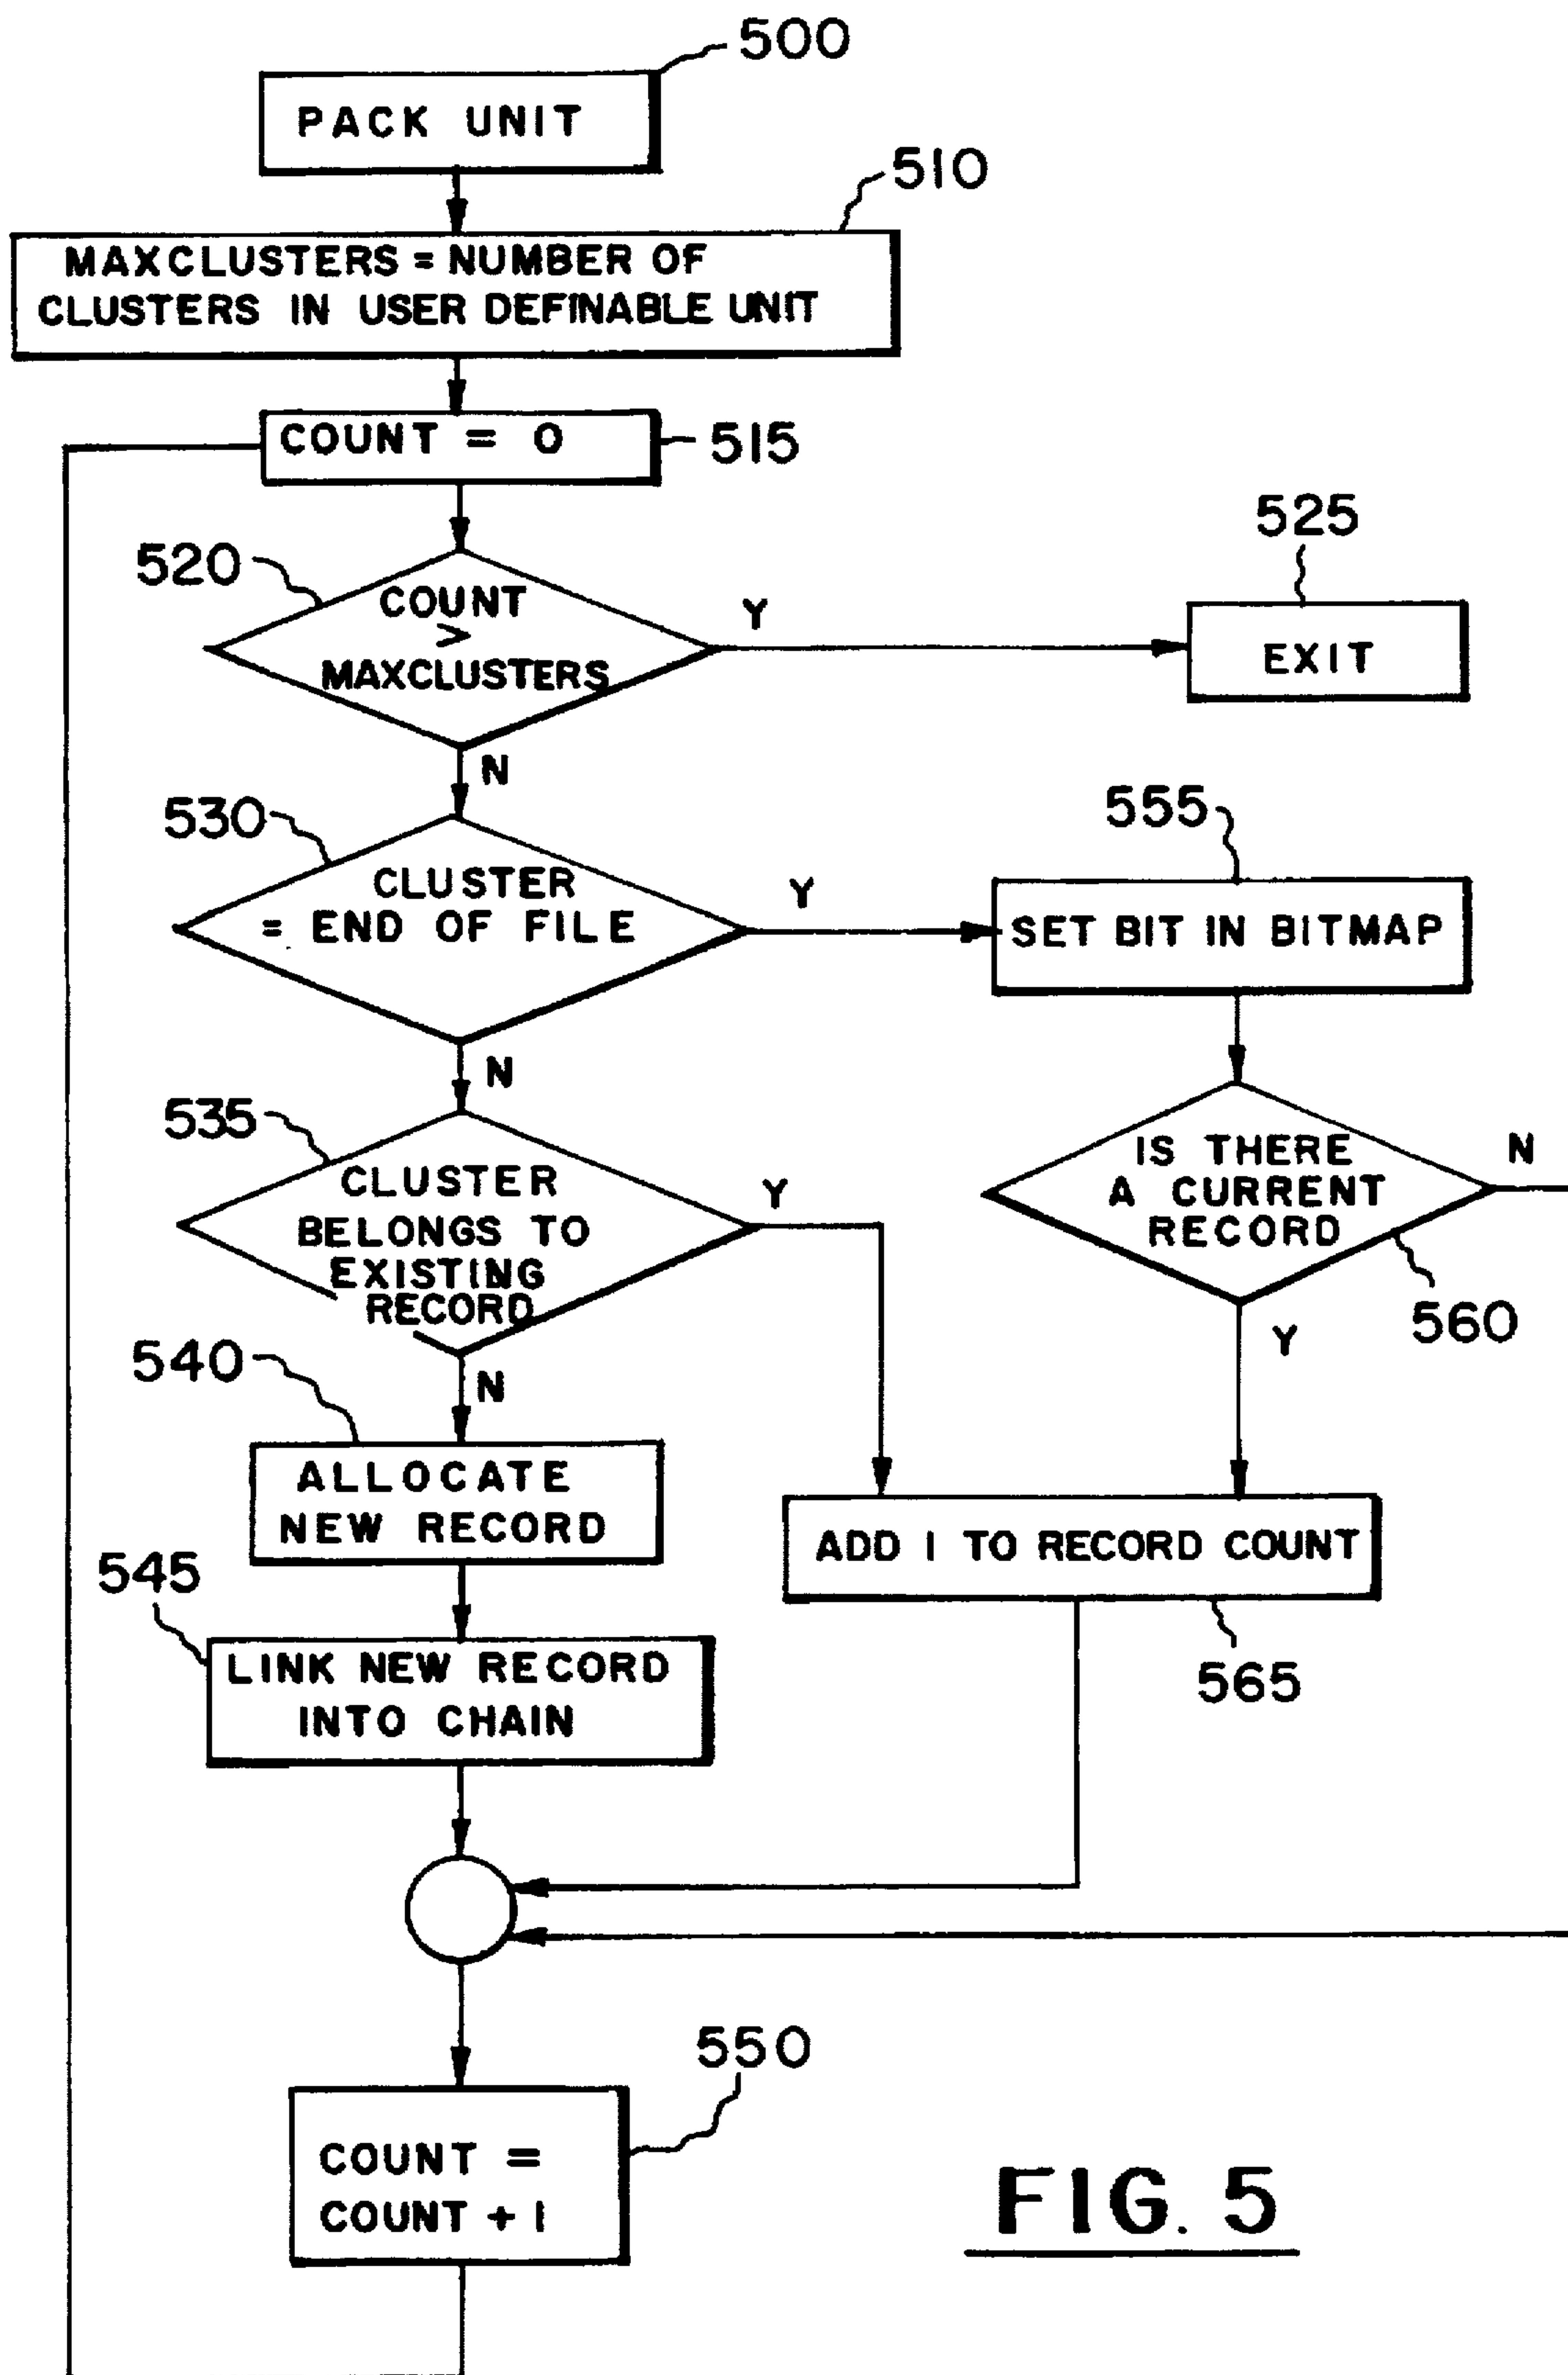 500
PACK UNIT
510
MAXCLUSTERS = NUMBER OF
CLUSTERS IN USER DEFINABLE UNIT
COUNT = 0
515
520
COUNT
>
MAXCLUSTERS
Y
525
EXIT
N
530
CLUSTER
= END OF FILE
Y
555
SET BIT IN BITMAP
N
535
CLUSTER
BELONGS TO
EXISTING
RECORD
Y
IS THERE
A CURRENT
RECORD
N
560
Y
540
N
ALLOCATE
NEW RECORD
ADD 1 TO RECORD COUNT
545
LINK NEW RECORD
INTO CHAIN
565
550
COUNT =
COUNT + 1
FIG. 5